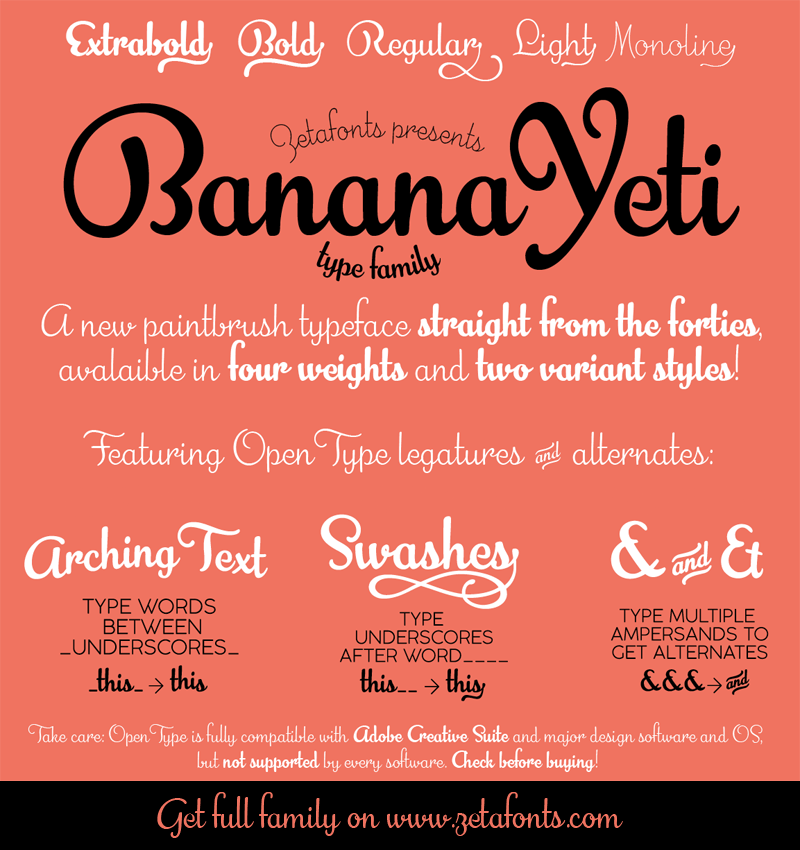 Extrabold Bold Regular Light Monoline
Zetafonts presents
Banana Yeti
type family
A new paintbrush typeface straight from the forties,
avalaible in four weights and two variant styles!
Featuring OpenType legatures and alternates:
Arching Text
TYPE WORDS
BETWEEN
_UNDERSCORES_
_this_ → this
Swashes
TYPE
UNDERSCORES
AFTER WORD____
this__ → this
& and Et
TYPE MULTIPLE
AMPERSANDS TO
GET ALTERNATES
&&& → and
Take care: OpenType is fully compatible with Adobe Creative Suite and major design software and OS,
but not supported by every software. Check before buying!
Get full family on www.zetafonts.com